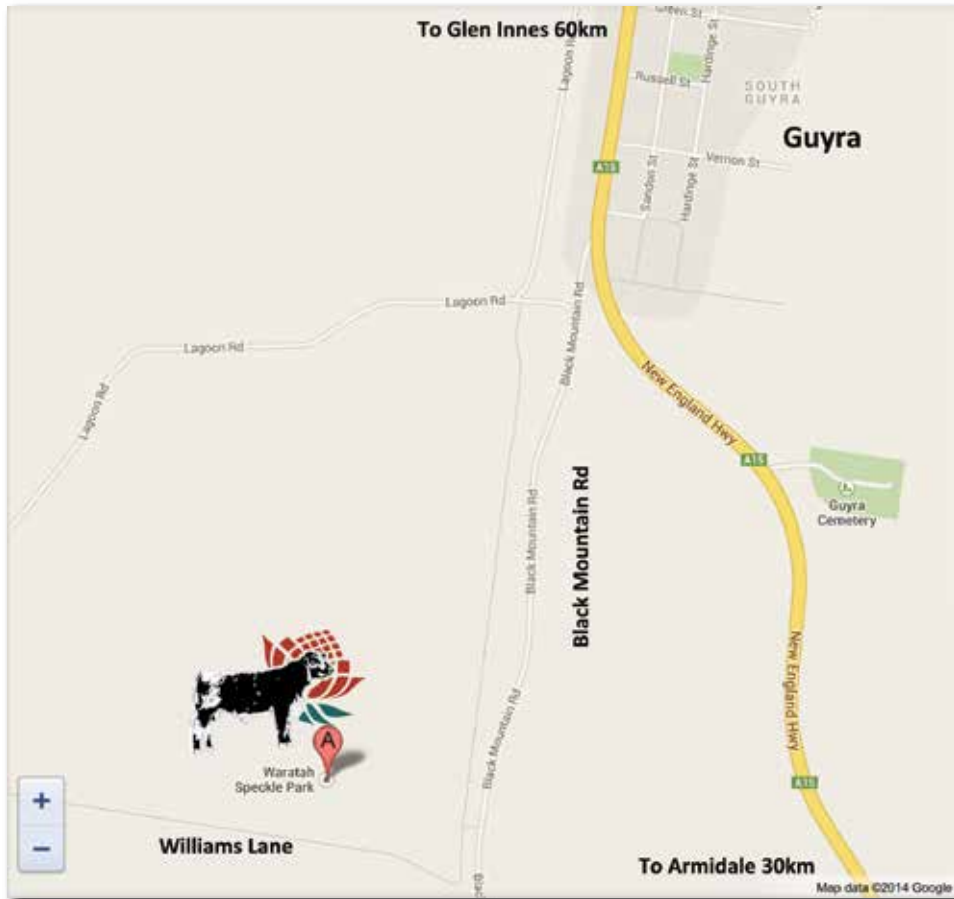 To Glen Innes 60km
Green St
Lagoon Rd
Hardinge St
Russell St
SOUTH
GUYRA
Guyra
A15
Vernon St
Sandon St
Hardinge St
Lagoon Rd
Black Mountain Rd
Lagoon Rd
New England Hwy
Lagoon Rd
A15
Guyra
Cemetery
Black Mountain Rd
Black Mountain Rd
New England Hwy
Black Mountain Rd
A
Waratah
Speckle Park
A15
+
−
Williams Lane
To Armidale 30km
Map data ©2014 Google